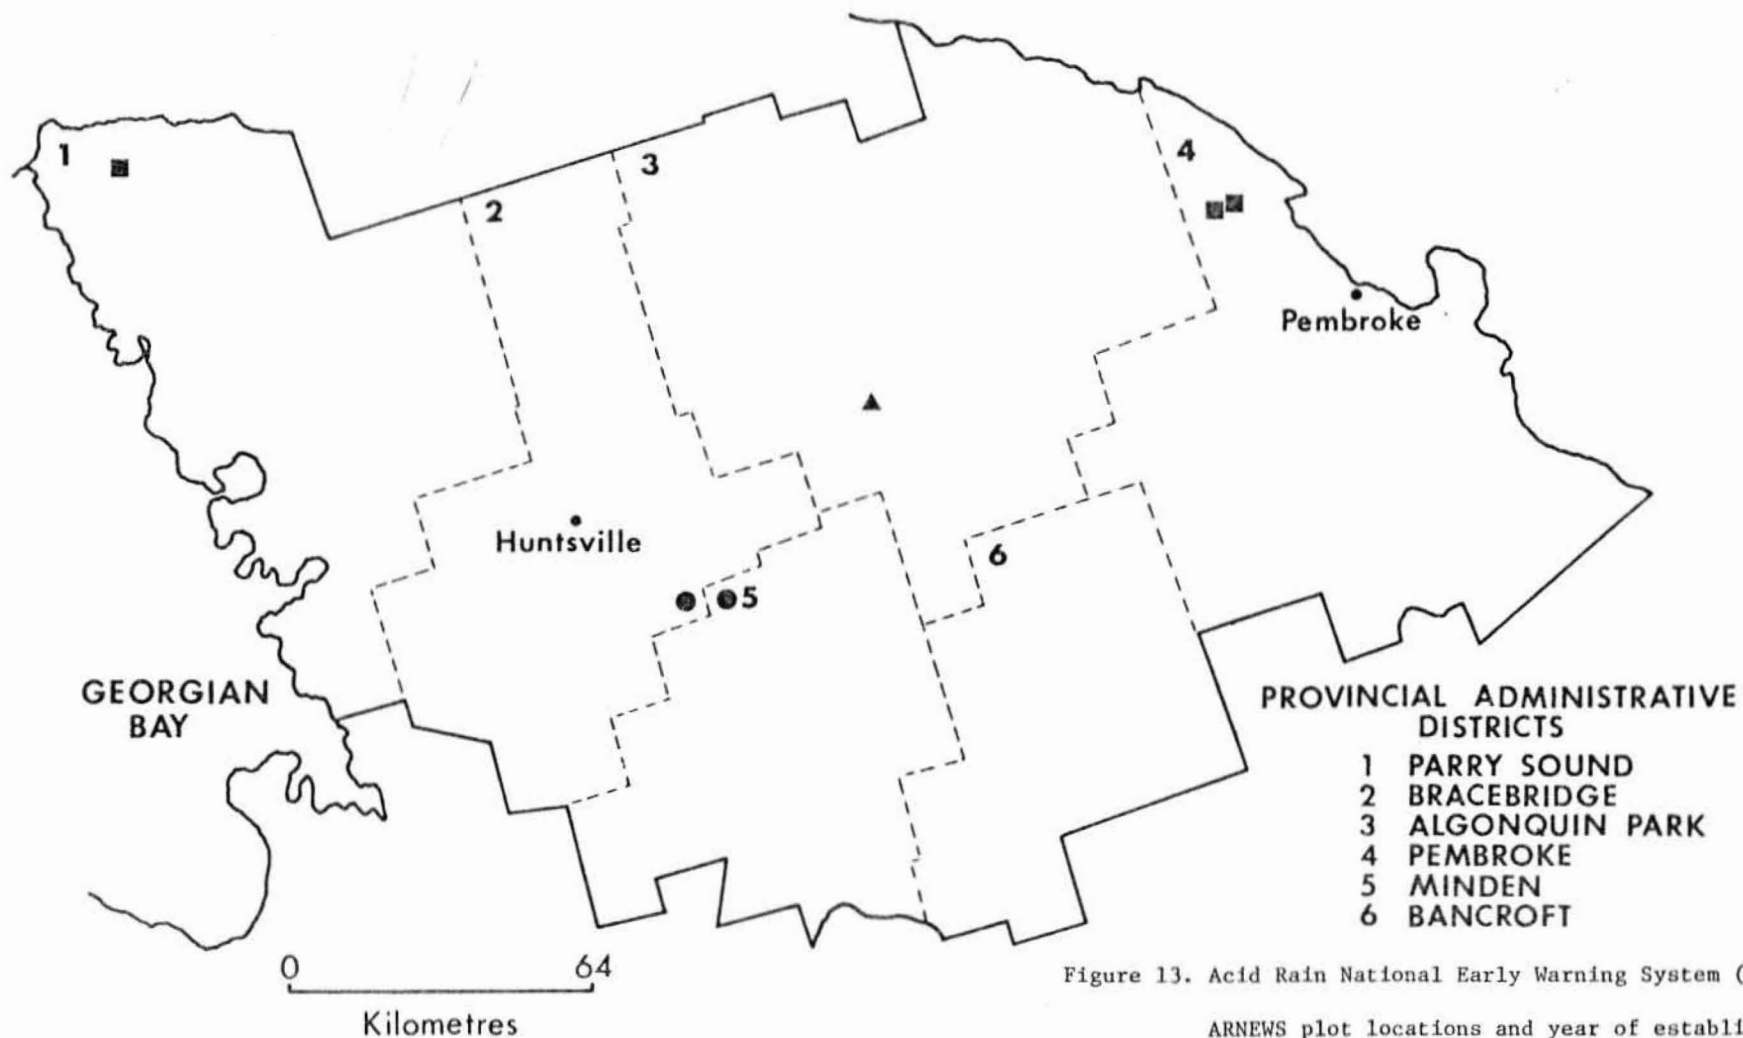 1
2
3
4
Pembroke
Huntsville
5
6
GEORGIAN
BAY
PROVINCIAL ADMINISTRATIVE
DISTRICTS
1 PARRY SOUND
2 BRACEBRIDGE
3 ALGONQUIN PARK
4 PEMBROKE
5 MINDEN
6 BANCROFT
0 64
Kilometres
Figure 13. Acid Rain National Early Warning System (
ARNEWS plot locations and year of establi